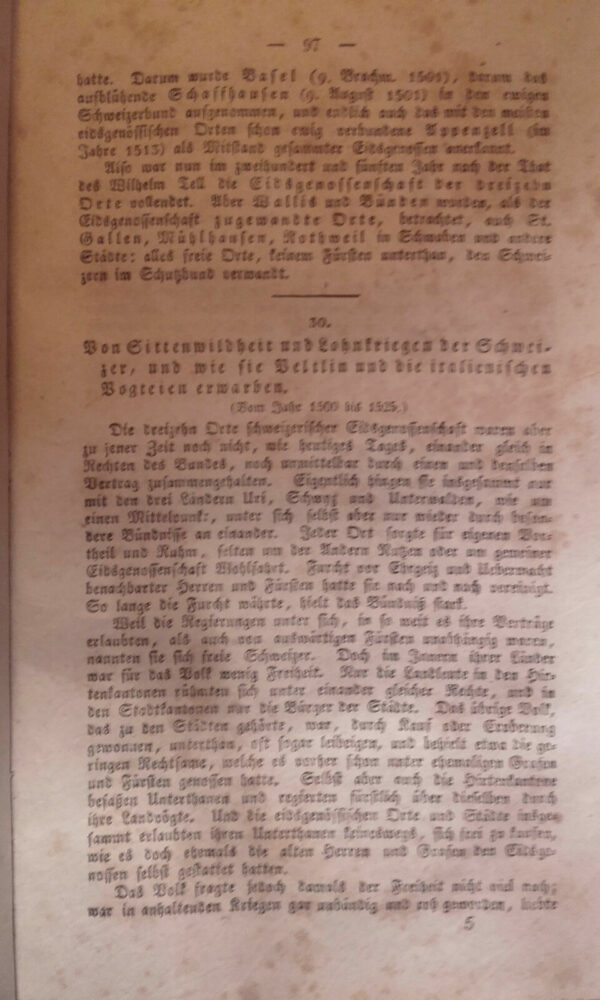 — 97 —
hatte. Darum wurde Basel (9. Brachm. 1501), darum das
aufblühende Schaffhausen (9. August 1501) in den ewigen
Schweizerbund aufgenommen, und endlich auch das mit den meisten
eidsgenössischen Orten schon ewig verbundene Appenzell (im
Jahre 1513) als Mitstand gesammter Eidsgenossen anerkannt.
Also war nun im zweihundert und fünften Jahr nach der That
des Wilhelm Tell die Eidsgenossenschaft der dreizehn
Orte vollendet. Aber Wallis und Bünden wurden, als der
Eidsgenossenschaft zugewandte Orte, betrachtet, auch St.
Gallen, Mühlhausen, Rothweil in Schwaben und andere
Städte: alles freie Orte, keinem Fürsten unterthan, den Schwei-
zern im Schutzbund verwandt.
30.
Von Sittenwildheit und Lohnkriegen der Schwei-
zer, und wie sie Veltlin und die italienischen
Vogteien erwarben.
(Vom Jahr 1500 bis 1525.)
Die dreizehn Orte schweizerischer Eidsgenossenschaft waren aber
zu jener Zeit noch nicht, wie heutiges Tages, einander gleich in
Rechten des Bundes, noch unmittelbar durch einen und denselben
Vertrag zusammengehalten. Eigentlich hingen sie insgesammt nur
mit den drei Ländern Uri, Schwyz und Unterwalden, wie um
einen Mittelpunkt, unter sich selbst aber nur wieder durch beson-
dere Bündnisse an einander. Jeder Ort sorgte für eigenen Vor-
theil und Ruhm, selten um der Andern Nutzen oder um gemeiner
Eidsgenossenschaft Wohlfahrt. Furcht vor Ehrgeiz und Uebermacht
benachbarter Herren und Fürsten hatte sie nach und nach vereinigt.
So lange die Furcht währte, hielt das Bündniß stark.
Weil die Regierungen unter sich, in so weit es ihre Verträge
erlaubten, als auch von auswärtigen Fürsten unabhängig waren,
nannten sie sich freie Schweizer. Doch im Innern ihrer Länder
war für das Volk wenig Freiheit. Nur die Landleute in den Hir-
tenkantonen rühmten sich unter einander gleicher Rechte, und in
den Stadtkantonen nur die Bürger der Städte. Das übrige Volk,
das zu den Städten gehörte, war, durch Kauf oder Eroberung
gewonnen, unterthan, oft sogar leibeigen, und behielt etwa die ge-
ringen Rechtsame, welche es vorher schon unter ehemaligen Grafen
und Fürsten genossen hatte. Selbst aber auch die Hirtenkantone
besaßen Unterthanen und regierten fürstlich über dieselben durch
ihre Landvögte. Und die eidsgenössischen Orte und Städte insge-
sammt erlaubten ihren Unterthanen keineswegs, sich frei zu kaufen,
wie es doch ehemals die alten Herren und Grafen den Eidsge-
nossen selbst gestattet hatten.
Das Volk fragte jedoch damals der Freiheit nicht viel nach;
war in anhaltenden Kriegen gar unbändig und roh geworden, liebte
5